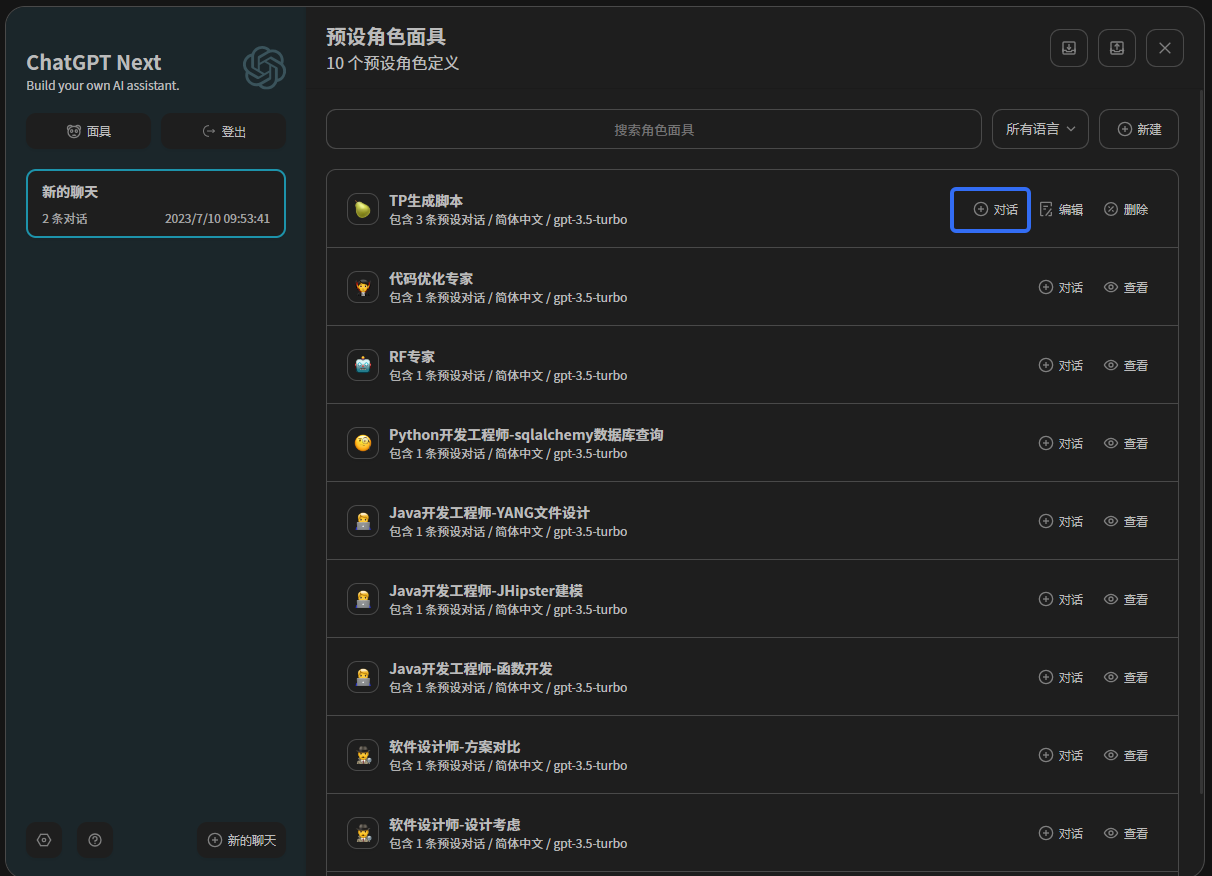 ChatGPT Next
Build your own AI assistant.
面具
登出
新的聊天
2 条对话
2023/7/10 09:53:41
新的聊天
预设角色面具
10 个预设角色定义
搜索角色面具
所有语言
新建
TP生成脚本
包含 3 条预设对话 / 简体中文 / gpt-3.5-turbo
对话
编辑
删除
代码优化专家
包含 1 条预设对话 / 简体中文 / gpt-3.5-turbo
对话
查看
RF专家
包含 1 条预设对话 / 简体中文 / gpt-3.5-turbo
对话
查看
Python开发工程师-sqlalchemy数据库查询
包含 1 条预设对话 / 简体中文 / gpt-3.5-turbo
对话
查看
Java开发工程师-YANG文件设计
包含 1 条预设对话 / 简体中文 / gpt-3.5-turbo
对话
查看
Java开发工程师-JHipster建模
包含 1 条预设对话 / 简体中文 / gpt-3.5-turbo
对话
查看
Java开发工程师-函数开发
包含 1 条预设对话 / 简体中文 / gpt-3.5-turbo
对话
查看
软件设计师-方案对比
包含 1 条预设对话 / 简体中文 / gpt-3.5-turbo
对话
查看
软件设计师-设计考虑
包含 1 条预设对话 / 简体中文 / gpt-3.5-turbo
对话
查看